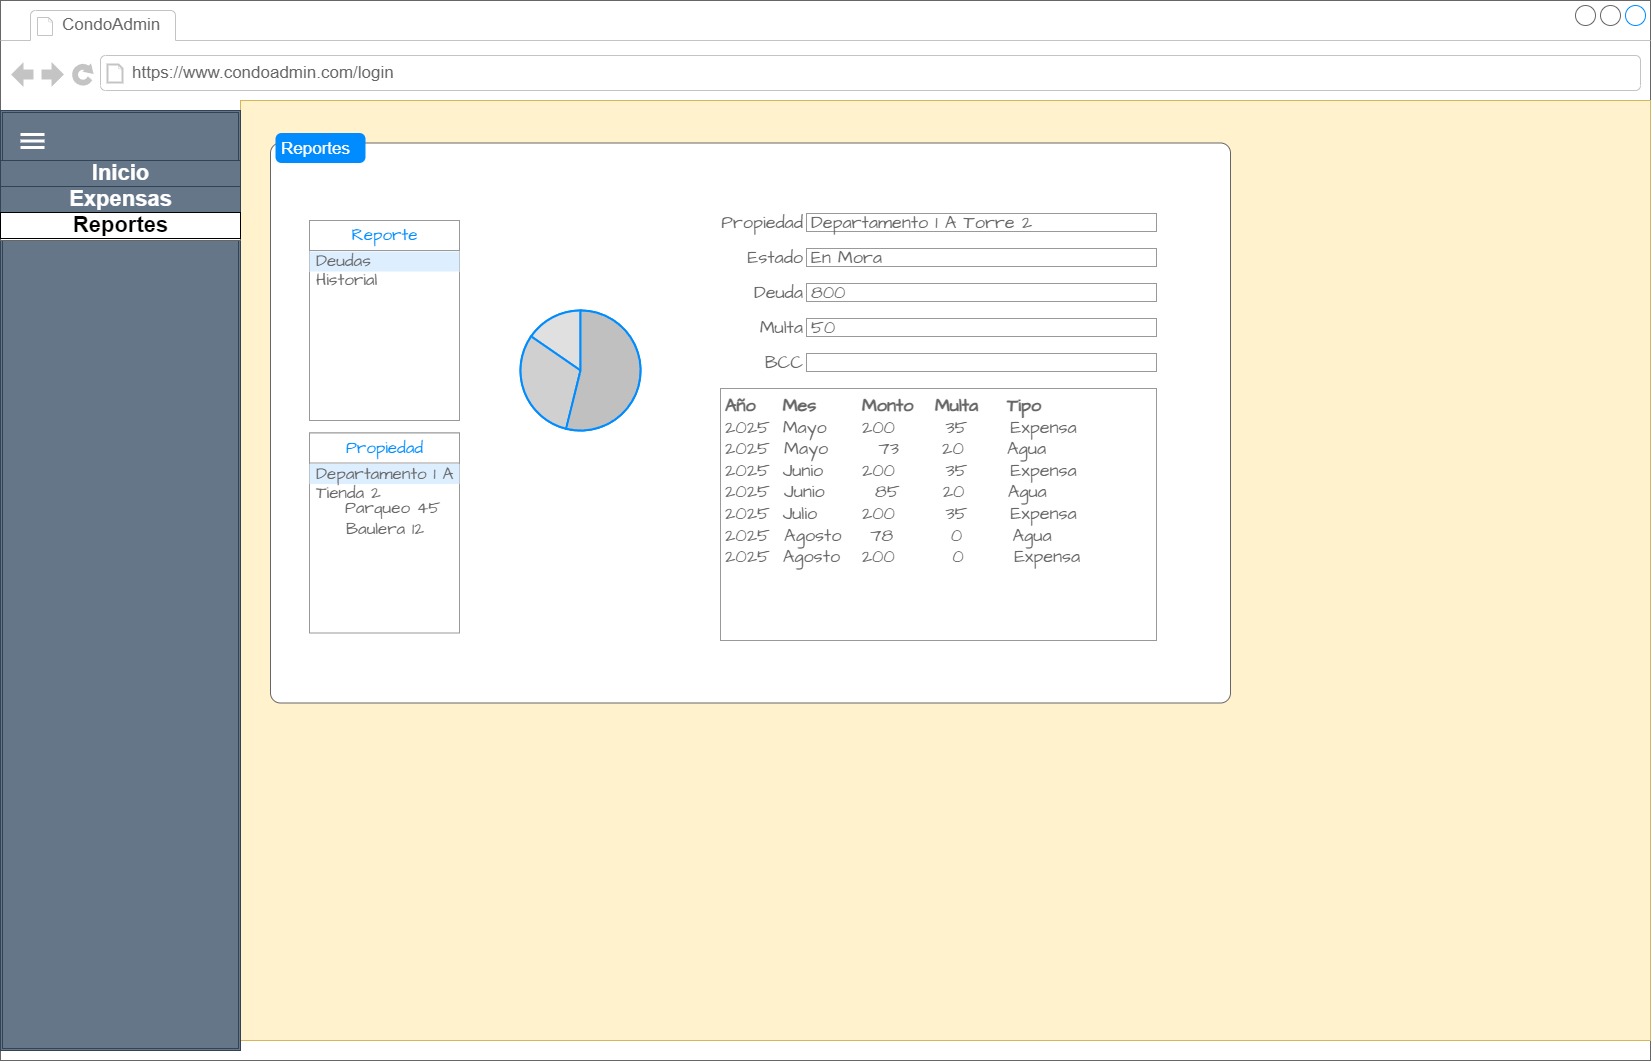 CondoAdmin
https://www.condoadmin.com/login
Inicio
Expensas
Reportes
Reportes
Reporte
Deudas
Historial
Propiedad
Departamento 1 A
Tienda 2
Parqueo 45
Baulera 12
Propiedad Departamento 1 A Torre 2
Estado En Mora
Deuda 800
Multa 50
BCC
Año Mes Monto Multa Tipo
2025 Mayo 200 35 Expensa
2025 Mayo 73 20 Agua
2025 Junio 200 35 Expensa
2025 Junio 85 20 Agua
2025 Julio 200 35 Expensa
2025 Agosto 78 0 Agua
2025 Agosto 200 0 Expensa